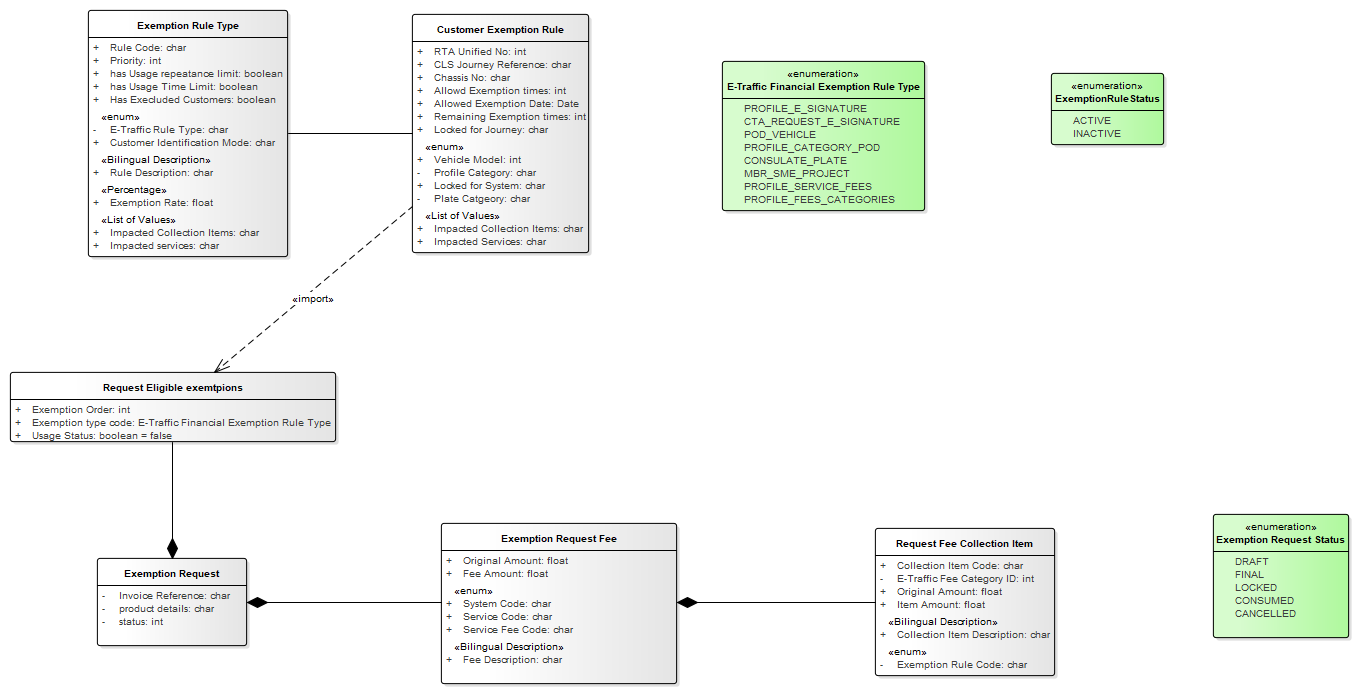 Exemption Rule Type
+ Rule Code: char
+ Priority: int
+ has Usage repeatance limit: boolean
+ has Usage Time Limit: boolean
+ Has Execluded Customers: boolean
«enum»
- E-Traffic Rule Type: char
+ Customer Identification Mode: char
«Bilingual Description»
+ Rule Description: char
«Percentage»
+ Exemption Rate: float
«List of Values»
+ Impacted Collection Items: char
+ Impacted services: char
Customer Exemption Rule
+ RTA Unified No: int
+ CLS Journey Reference: char
+ Chassis No: char
+ Allowd Exemption times: int
+ Allowed Exemption Date: Date
+ Remaining Exemption times: int
+ Locked for Journey: char
«enum»
+ Vehicle Model: int
- Profile Category: char
+ Locked for System: char
- Plate Catgeory: char
«List of Values»
+ Impacted Collection Items: char
+ Impacted Services: char
«enumeration»
E-Traffic Financial Exemption Rule Type
PROFILE_E_SIGNATURE
CTA_REQUEST_E_SIGNATURE
POD_VEHICLE
PROFILE_CATEGORY_POD
CONSULATE_PLATE
MBR_SME_PROJECT
PROFILE_SERVICE_FEES
PROFILE_FEES_CATEGORIES
«enumeration»
ExemptionRuleStatus
ACTIVE
INACTIVE
«import»
Request Eligible exemtpions
+ Exemption Order: int
+ Exemption type code: E-Traffic Financial Exemption Rule Type
+ Usage Status: boolean = false
Exemption Request
- Invoice Reference: char
- product details: char
- status: int
Exemption Request Fee
+ Original Amount: float
+ Fee Amount: float
«enum»
+ System Code: char
+ Service Code: char
+ Service Fee Code: char
«Bilingual Description»
+ Fee Description: char
Request Fee Collection Item
+ Collection Item Code: char
- E-Traffic Fee Category ID: int
+ Original Amount: float
+ Item Amount: float
«Bilingual Description»
+ Collection Item Description: char
«enum»
- Exemption Rule Code: char
«enumeration»
Exemption Request Status
DRAFT
FINAL
LOCKED
CONSUMED
CANCELLED